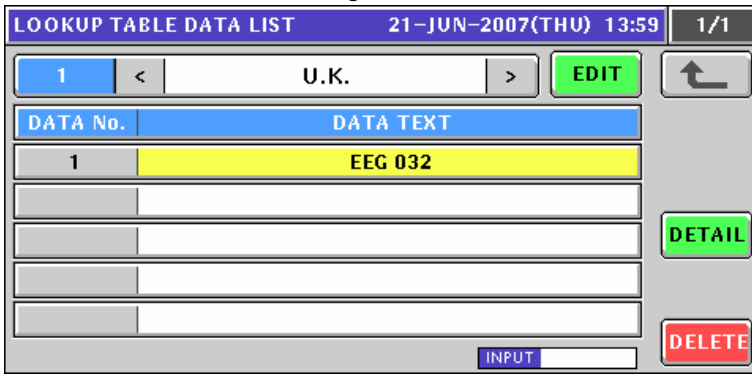 LOOKUP TABLE DATA LIST 21-JUN-2007(THU) 13:59 1/1
1 < U.K. > EDIT
DATA No. DATA TEXT
1 EEG 032
DETAIL
DELETE
INPUT